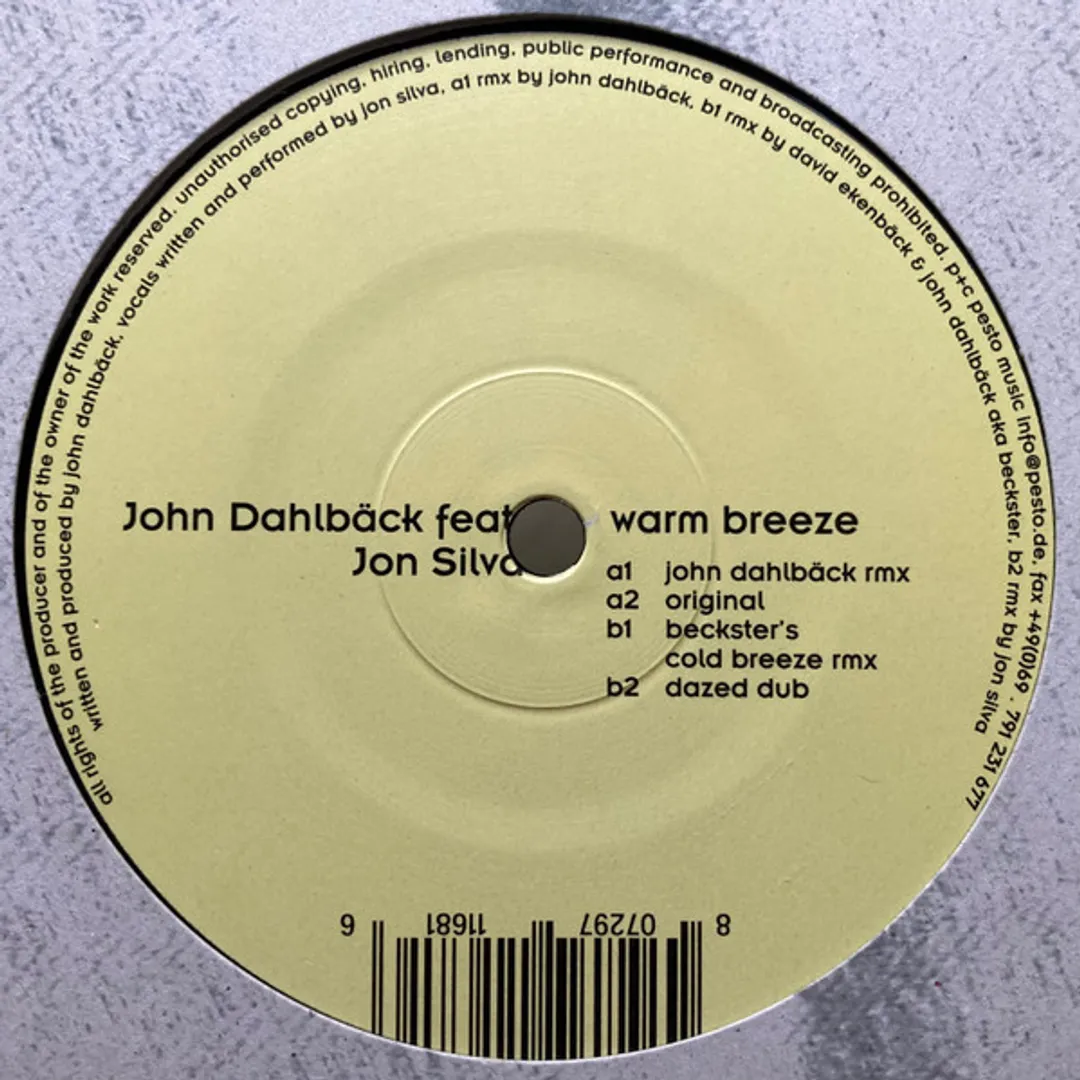 all rights of the producer and of the owner of the work reserved. unauthorised copying, hiring, lending, public performance and broadcasting prohibited. p+c pesto music info@pesto.de, fax +49(0)69 . 791 231 677
written and produced by john dahlbäck, vocals written and performed by jon silva, a1 rmx by john dahlbäck, b1 rmx by david ekenbäck & john dahlbäck aka beckster, b2 rmx by jon silva
John Dahlbäck feat
Jon Silva
warm breeze
a1 john dahlbäck rmx
a2 original
b1 beckster's
cold breeze rmx
b2 dazed dub
8 07297 11681 6